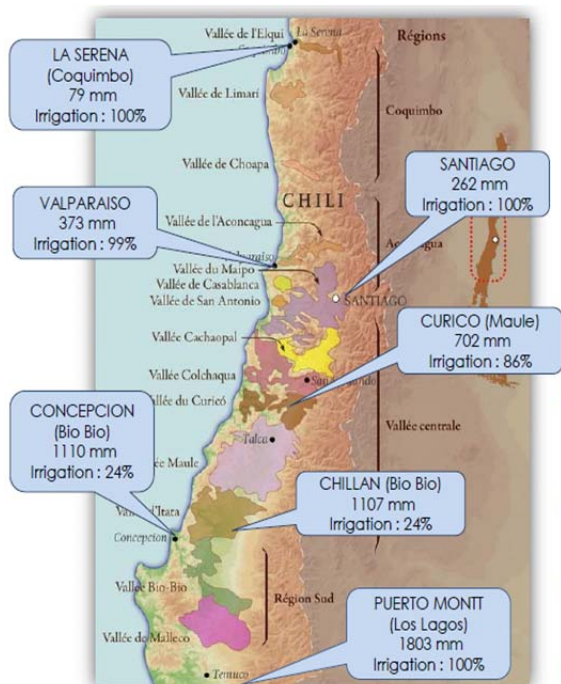 Vallée de l'Elqui
La Serena
Régions
LA SERENA
(Coquimbo)
79 mm
Irrigation : 100%
Vallée de Limarí
Coquimbo
Vallée de Choapa
SANTIAGO
262 mm
Irrigation : 100%
CHILI
VALPARAISO
373 mm
Irrigation : 99%
Vallée de l'Aconcagua
Vallée du Maipo
Vallée de Casablanca
Vallée de San Antonio
SANTIAGO
CURICO (Maule)
702 mm
Irrigation : 86%
Vallée Cachaopal
Vallée Colchaqua
Vallée du Curicó
Vallée centrale
CONCEPCION
(Bio Bio)
1110 mm
Irrigation : 24%
Talca
Maule
CHILLAN (Bio Bio)
1107 mm
Irrigation : 24%
d'Itata
Concepcion
Vallée Bio-Bio
Région Sud
PUERTO MONTT
(Los Lagos)
1803 mm
Irrigation : 100%
Vallée de Malleco
Temuco